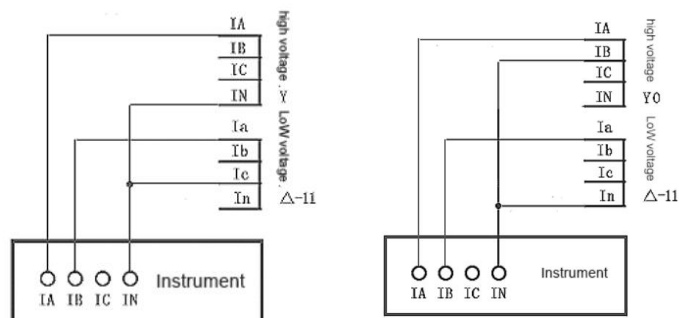 IA
IB
IC
IN
high voltage . Y
Ia
Ib
Ic
In
LoW voltage . △-11
Instrument
IA IB IC IN
IA
IB
IC
IN
high voltage
Y0
Ia
Ib
Ic
In
LoW voltage
△-11
Instrument
IA IB IC IN